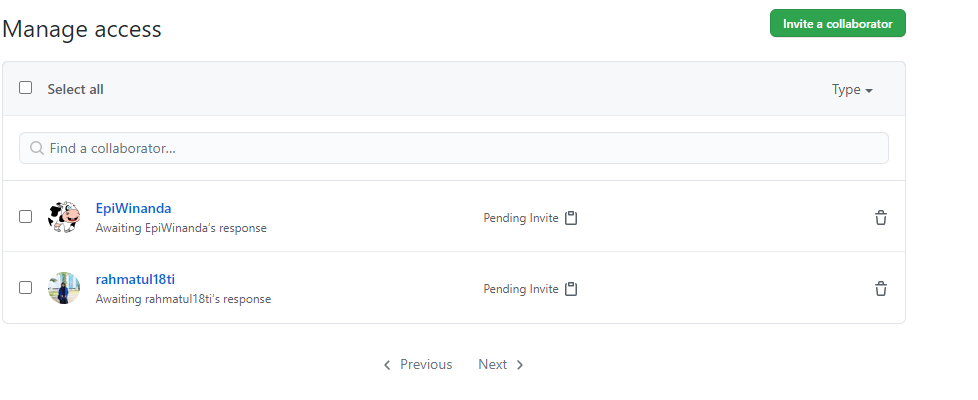 Manage access
Invite a collaborator
Select all
Type
Find a collaborator...
EpiWinanda
Awaiting EpiWinanda's response
Pending Invite
rahmatul18ti
Awaiting rahmatul18ti's response
Pending Invite
Previous Next